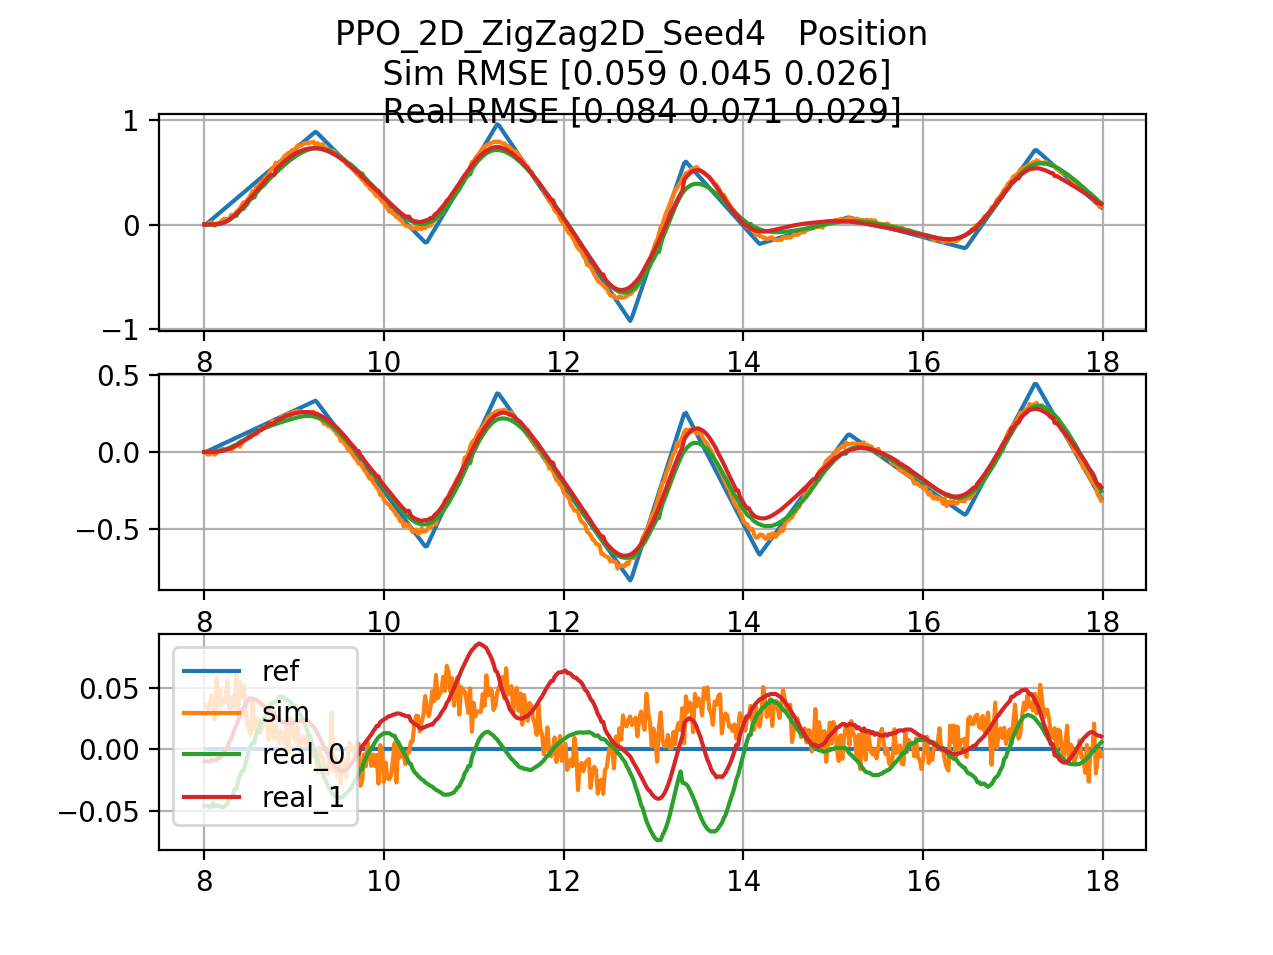 PPO_2D_ZigZag2D_Seed4   Position
Sim RMSE [0.059 0.045 0.026]
Real RMSE [0.084 0.071 0.029]
1
0
−1
8 10 12 14 16 18
0.5
0.0
−0.5
8 10 12 14 16 18
0.05
0.00
−0.05
ref
sim
real_0
real_1
8 10 12 14 16 18